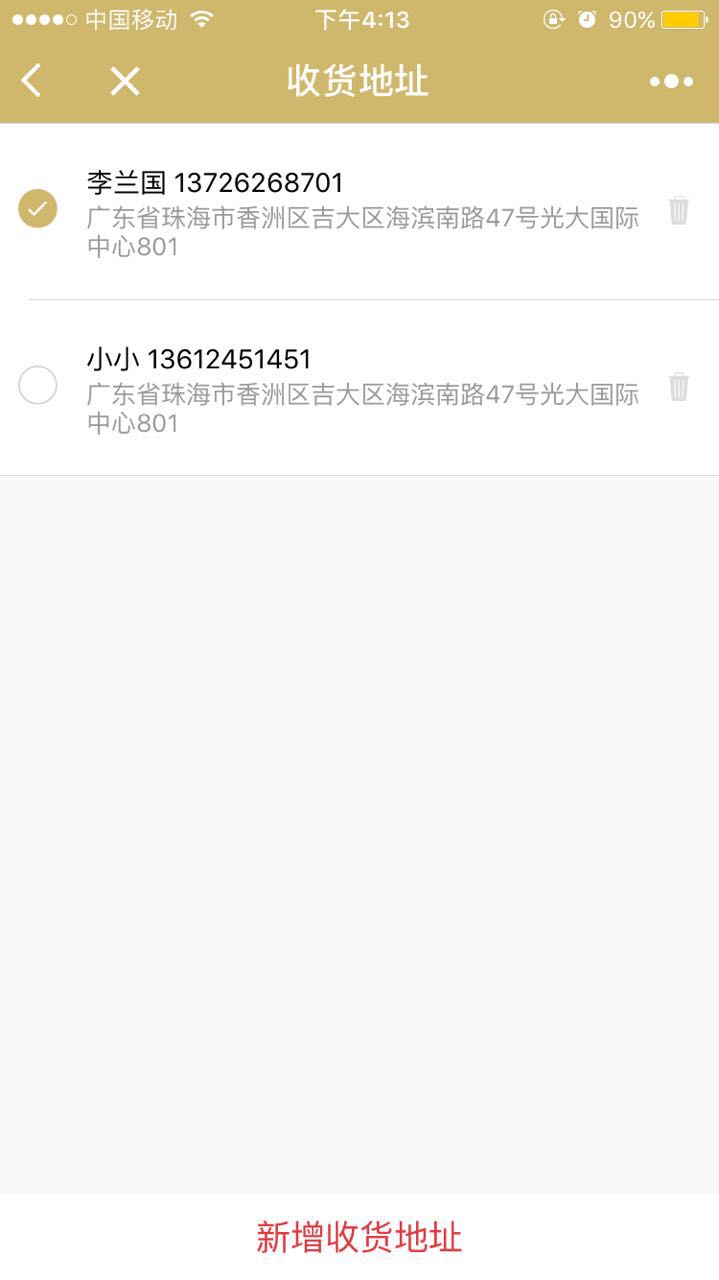 中国移动 下午4:13 90%
收货地址
李兰国 13726268701
广东省珠海市香洲区吉大区海滨南路47号光大国际
中心801
小小 13612451451
广东省珠海市香洲区吉大区海滨南路47号光大国际
中心801
新增收货地址